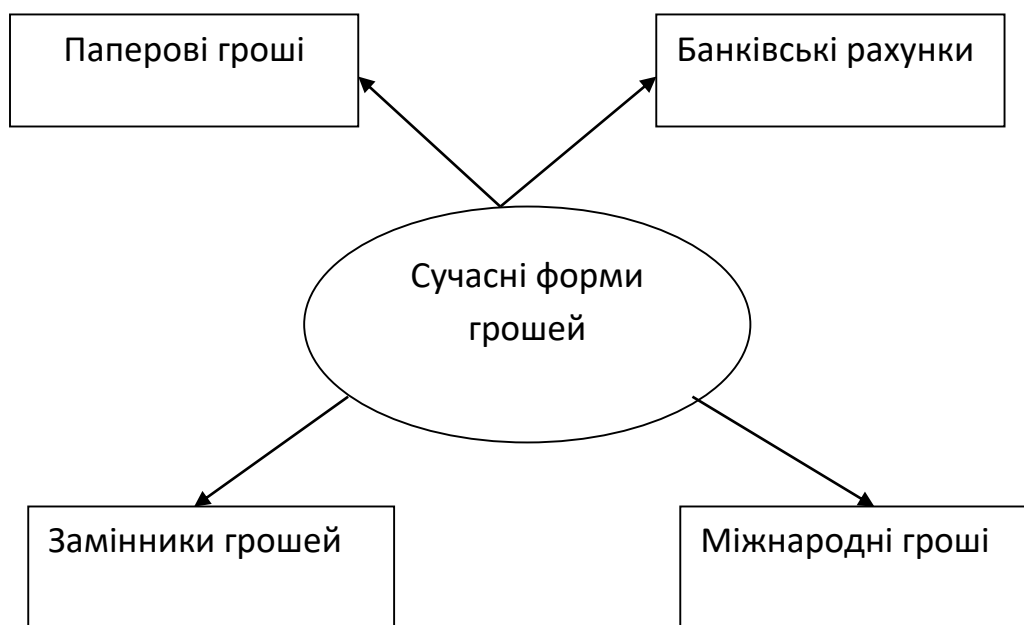 Паперові гроші
Банківські рахунки
Сучасні форми
грошей
Замінники грошей
Міжнародні гроші